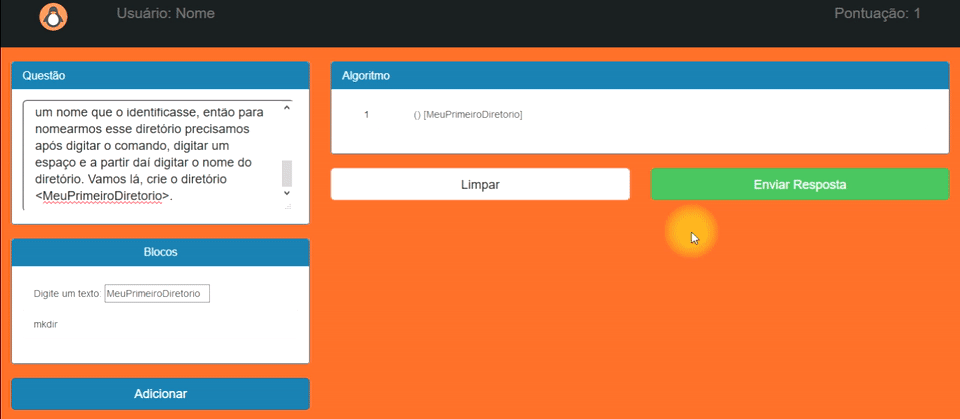 Usuário: Nome
Pontuação: 1
Questão
um nome que o identificasse, então para
nomearmos esse diretório precisamos
após digitar o comando, digitar um
espaço e a partir daí digitar o nome do
diretório. Vamos lá, crie o diretório
<MeuPrimeiroDiretorio>.
Algoritmo
1 () [MeuPrimeiroDiretorio]
Limpar
Enviar Resposta
Blocos
Digite um texto: MeuPrimeiroDiretorio
mkdir
Adicionar